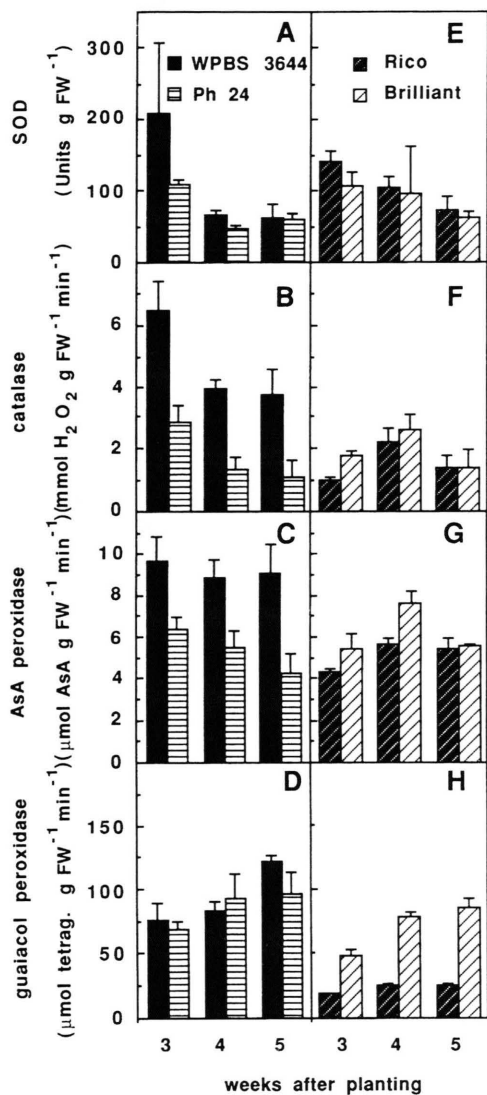 A
WPBS 3644
Ph 24
E
Rico
Brilliant
SOD
(Units g FW⁻¹)
300
200
100
0
B
F
catalase
(mmol H₂O₂ g FW⁻¹ min⁻¹)
6
4
2
0
C
G
AsA peroxidase
(µmol AsA g FW⁻¹ min⁻¹)
10
8
6
4
2
0
D
H
guaiacol peroxidase
(µmol tetrag. g FW⁻¹ min⁻¹)
150
100
50
0
3 4 5 3 4 5
weeks after planting